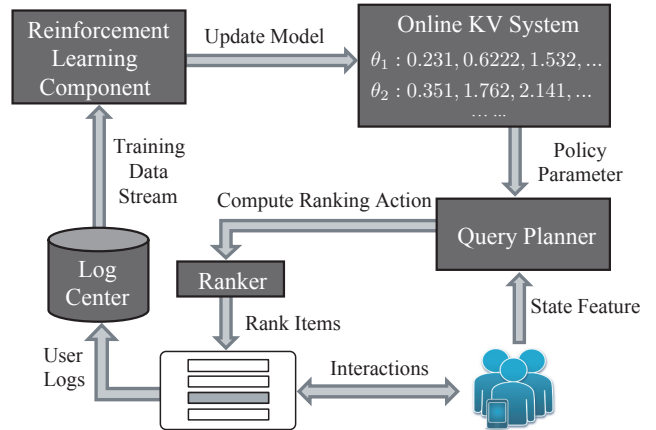 Reinforcement
Learning
Component
Update Model
Online KV System
θ₁ : 0.231, 0.6222, 1.532, ...
θ₂ : 0.351, 1.762, 2.141, ...
... ...
Training
Data
Stream
Policy
Parameter
Compute Ranking Action
Query Planner
Log
Center
Ranker
Rank Items
State Feature
User
Logs
Interactions